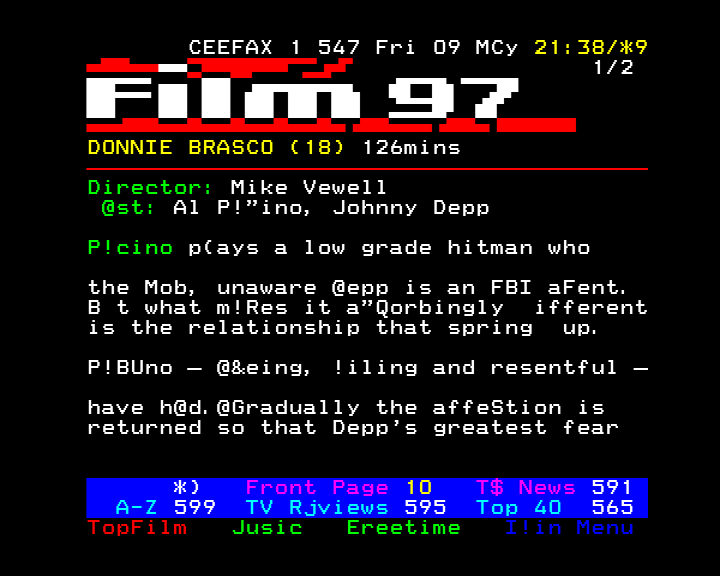 CEEFAX 1 547 Fri 09 MCy 21:38/*9
1/2
Film 97
DONNIE BRASCO (18) 126mins
Director: Mike Vewell
@st: Al P!"ino, Johnny Depp
P!cino p(ays a low grade hitman who
the Mob, unaware @epp is an FBI aFent.
B t what m!Res it a"Qorbingly  ifferent
is the relationship that spring  up.
P!BUno – @&eing, !iling and resentful –
have h@d.@Gradually the affeStion is
returned so that Depp's greatest fear
*) Front Page 10 T$ News 591
A-Z 599 TV Rjviews 595 Top 40 565
TopFilm Jusic Ereetime I!in Menu